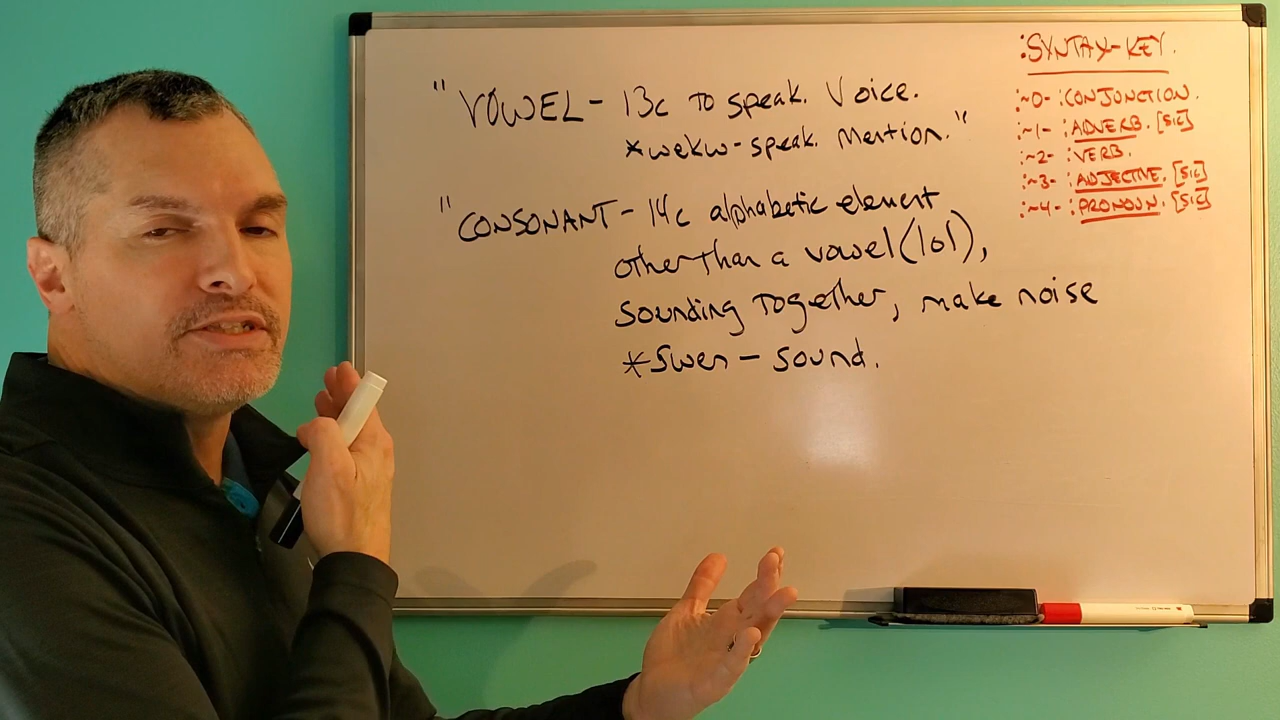 "VOWEL - 13c to speak. Voice.
*wekw-speak. Mention."
"CONSONANT - 14c alphabetic element
other than a vowel (lol),
sounding together, make noise
*swen - sound.
:SYNTAX-KEY.
:~0- :CONJUNCTION.
:~1- :ADVERB. [sic]
:~2- :VERB.
:~3- :ADJECTIVE. [sic]
:~4- :PRONOUN. [sic]